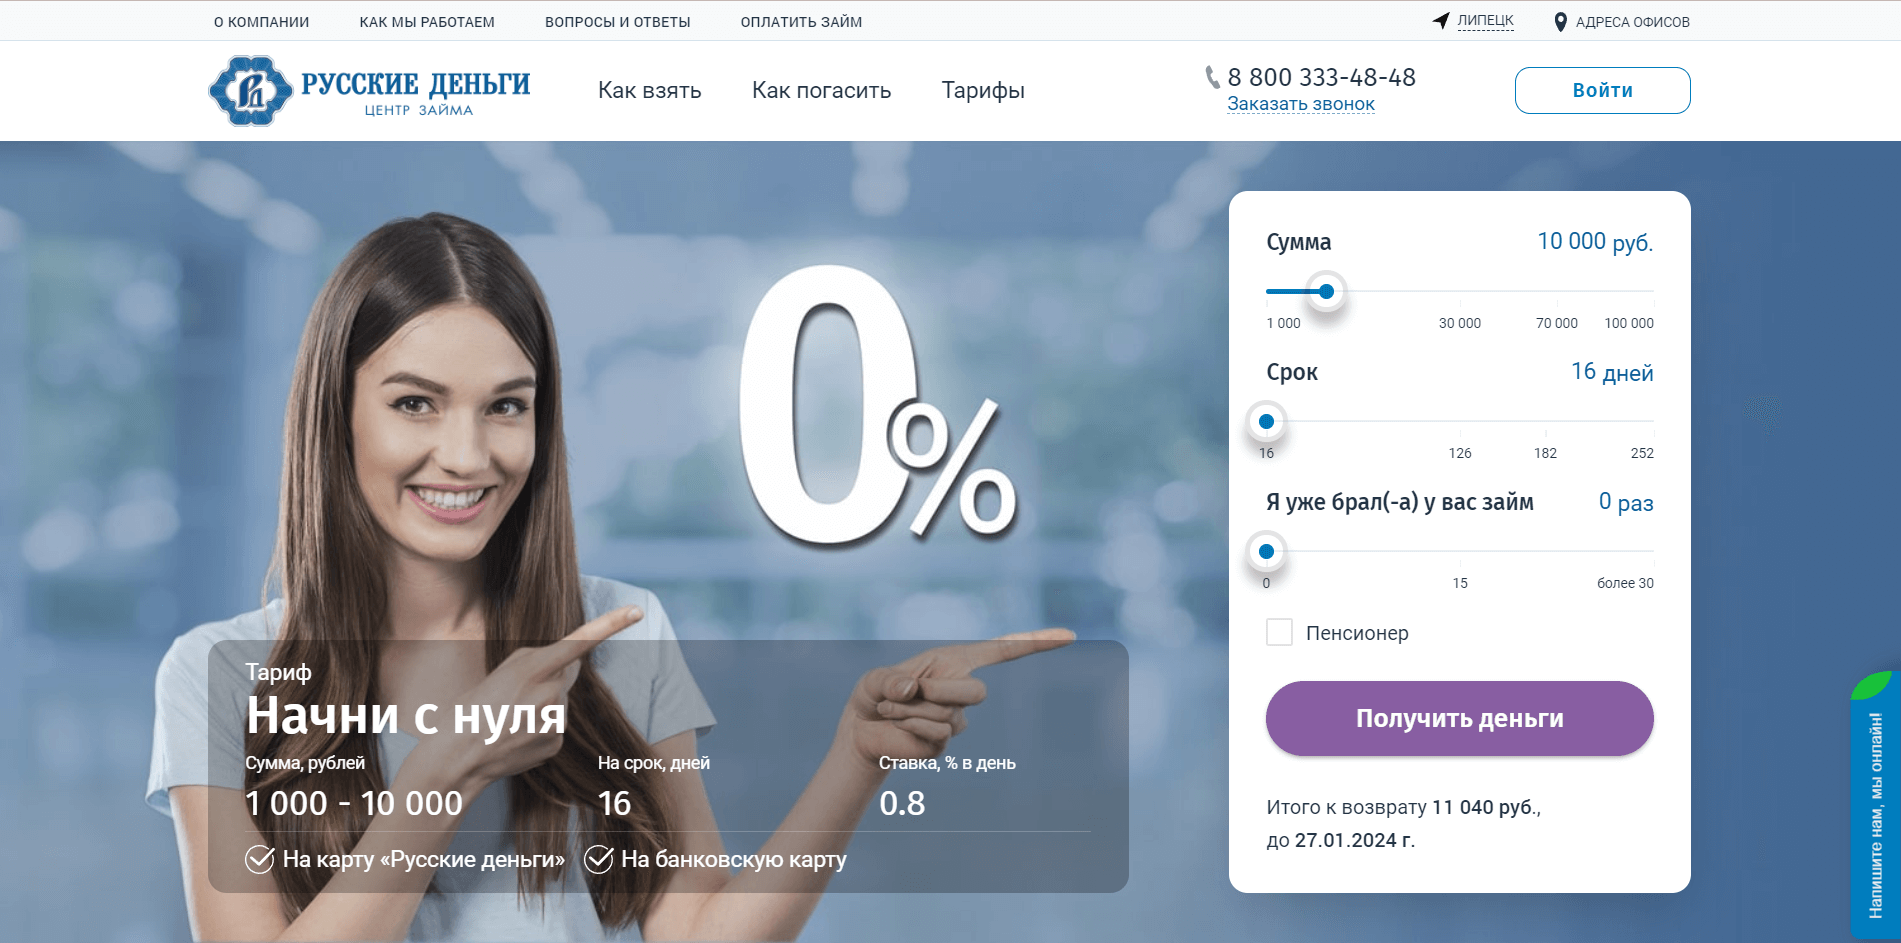 О КОМПАНИИ КАК МЫ РАБОТАЕМ ВОПРОСЫ И ОТВЕТЫ ОПЛАТИТЬ ЗАЙМ ЛИПЕЦК АДРЕСА ОФИСОВ
РУССКИЕ ДЕНЬГИ
ЦЕНТР ЗАЙМА
Как взять Как погасить Тарифы
8 800 333-48-48
Заказать звонок
Войти
0%
Тариф
Начни с нуля
Сумма, рублей На срок, дней Ставка, % в день
1 000 - 10 000 16 0.8
На карту «Русские деньги» На банковскую карту
Сумма 10 000 руб.
1 000 30 000 70 000 100 000
Срок 16 дней
16 126 182 252
Я уже брал(-а) у вас займ 0 раз
0 15 более 30
Пенсионер
Получить деньги
Итого к возврату 11 040 руб.,
до 27.01.2024 г.
Напишите нам, мы онлайн!